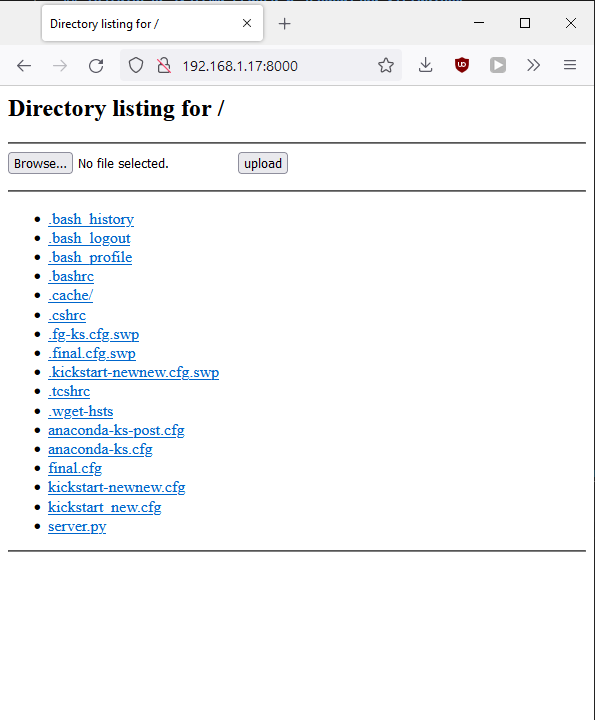 Directory listing for /
192.168.1.17:8000
Directory listing for /
Browse... No file selected. upload
.bash_history
.bash_logout
.bash_profile
.bashrc
.cache/
.cshrc
.fg-ks.cfg.swp
.final.cfg.swp
.kickstart-newnew.cfg.swp
.tcshrc
.wget-hsts
anaconda-ks-post.cfg
anaconda-ks.cfg
final.cfg
kickstart-newnew.cfg
kickstart_new.cfg
server.py